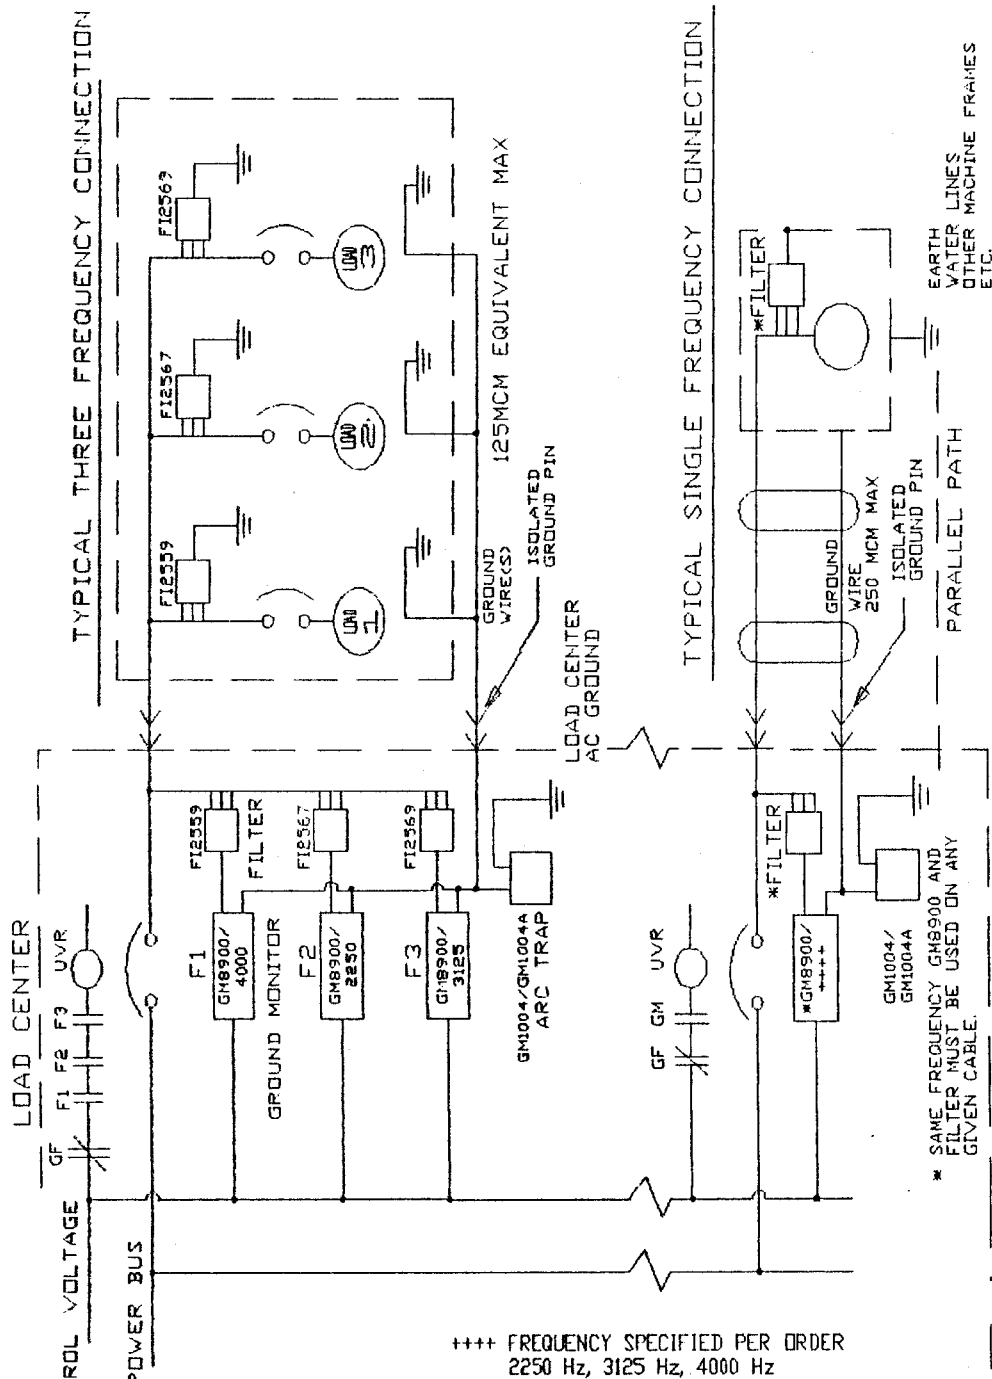 TYPICAL THREE FREQUENCY CONNECTION
LOAD CENTER
GF
F1
F2
F3
UVR
VOLTAGE
POWER BUS
FI2559
FI2567
FI2569
LOAD
1
LOAD
2
LOAD
3
125MCM EQUIVALENT MAX
GROUND
WIRE(S)
ISOLATED
GROUND PIN
LOAD CENTER
AC GROUND
FI2559
FILTER
FI2567
FI2569
F1
GM8900/
4000
GROUND MONITOR
F2
GM8900/
2250
F3
GM8900/
3125
GM1004/GM1004A
ARC TRAP
TYPICAL SINGLE FREQUENCY CONNECTION
GF
GM
UVR
*FILTER
*GM8900/
++++
GM1004/
GM1004A
*FILTER
GROUND
WIRE
250 MCM MAX
ISOLATED
GROUND PIN
PARALLEL PATH
EARTH
WATER LINES
OTHER MACHINE FRAMES
ETC.
* SAME FREQUENCY GM8900 AND
FILTER MUST BE USED ON ANY
GIVEN CABLE.
++++ FREQUENCY SPECIFIED PER ORDER
2250 Hz, 3125 Hz, 4000 Hz